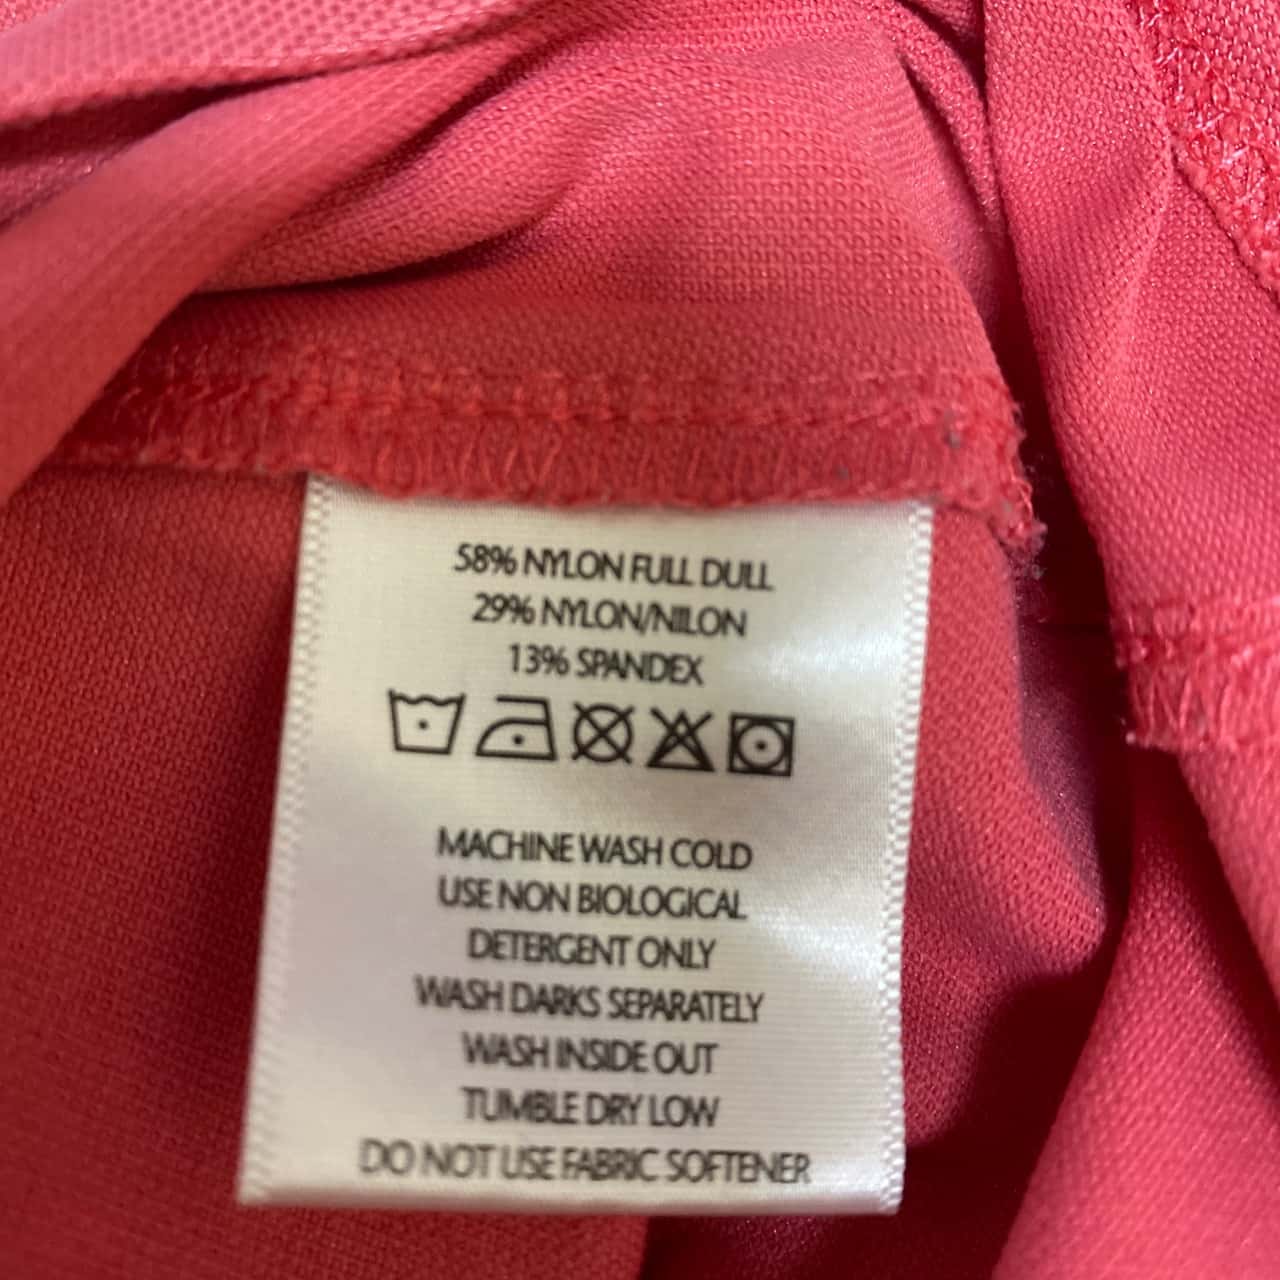 58% NYLON FULL DULL
29% NYLON/NILON
13% SPANDEX
MACHINE WASH COLD
USE NON BIOLOGICAL
DETERGENT ONLY
WASH DARKS SEPARATELY
WASH INSIDE OUT
TUMBLE DRY LOW
DO NOT USE FABRIC SOFTENER